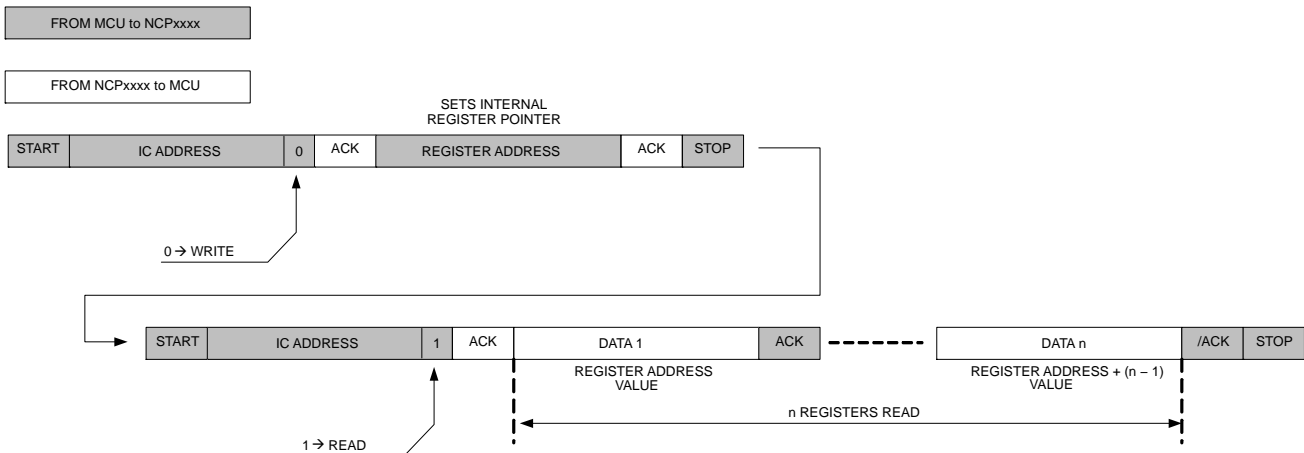 FROM MCU to NCPxxxx
FROM NCPxxxx to MCU
SETS INTERNAL
REGISTER POINTER
START IC ADDRESS 0 ACK REGISTER ADDRESS ACK STOP
0 → WRITE
START IC ADDRESS 1 ACK DATA 1 ACK DATA n /ACK STOP
REGISTER ADDRESS
VALUE
REGISTER ADDRESS + (n – 1)
VALUE
n REGISTERS READ
1 → READ